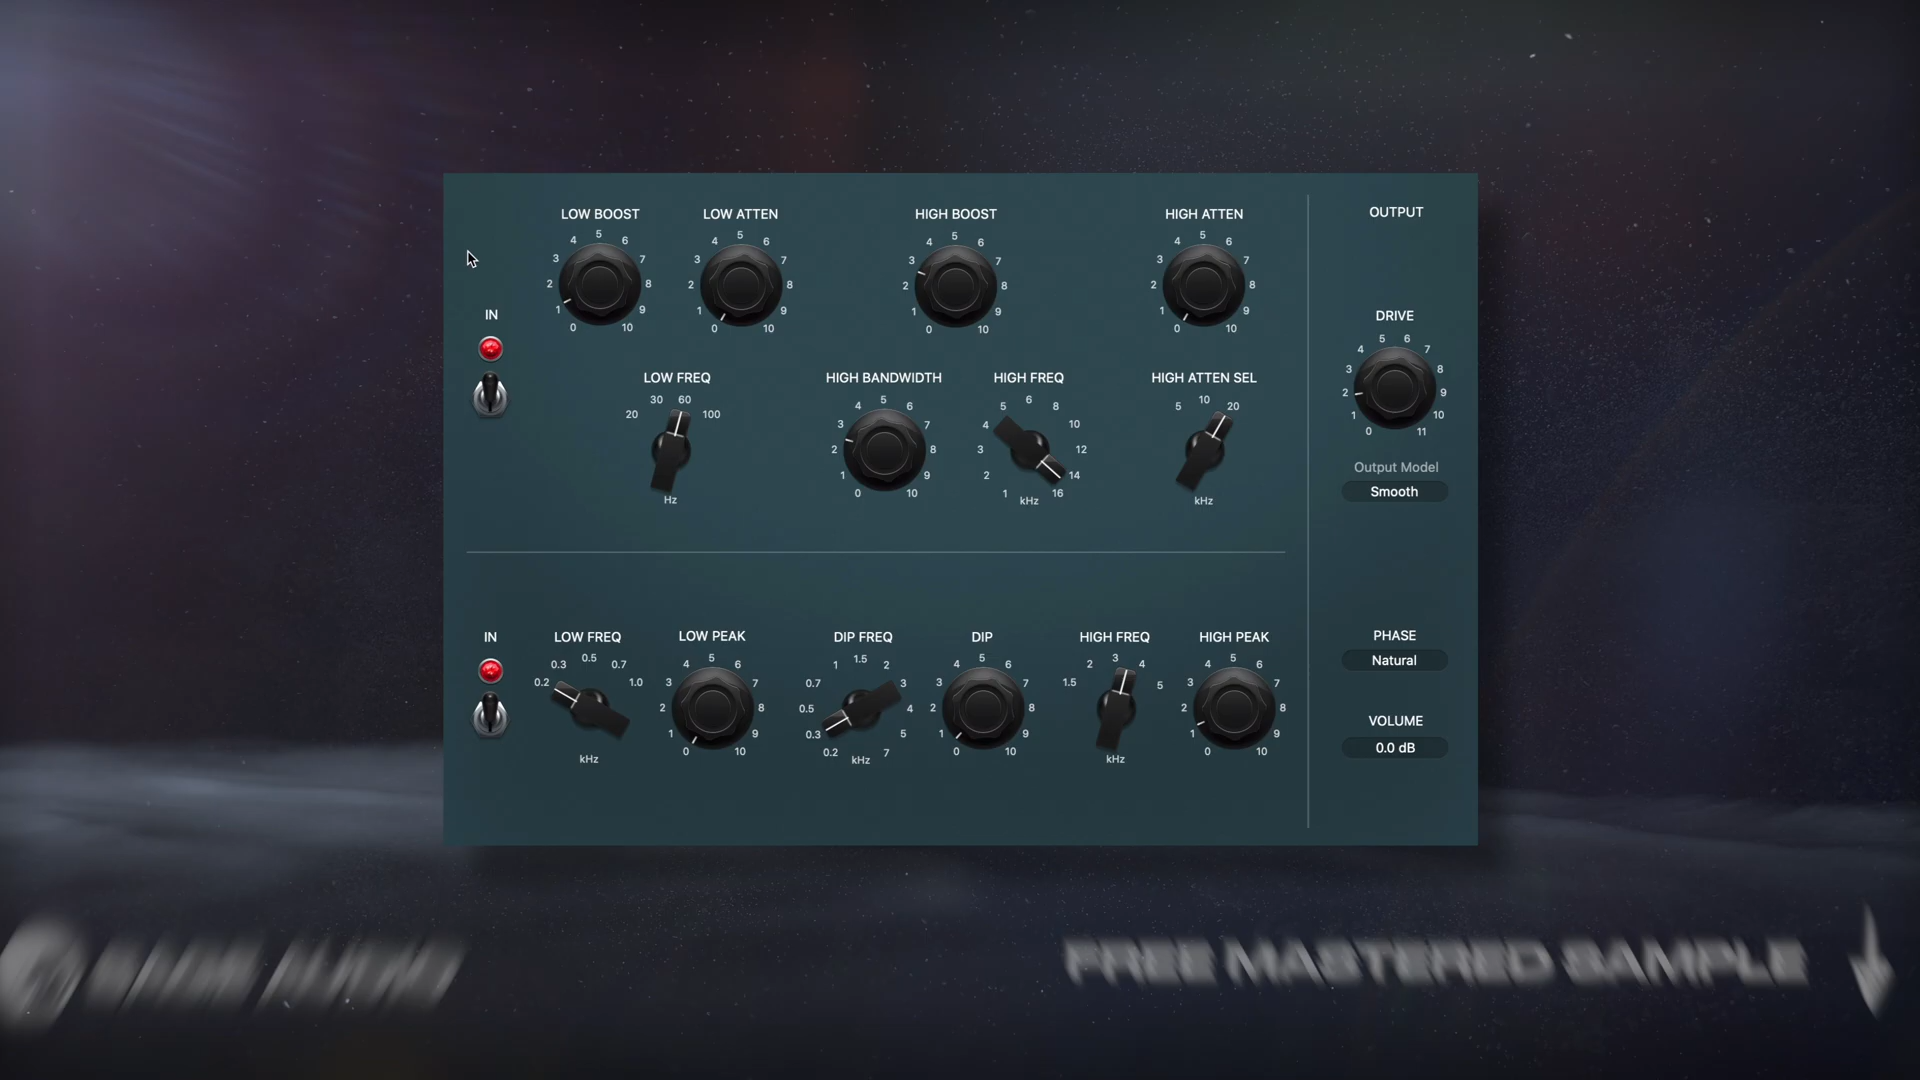 LOW BOOST LOW ATTEN HIGH BOOST HIGH ATTEN OUTPUT
0 1 2 3 4 5 6 7 8 9 10
0 1 2 3 4 5 6 7 8 9 10
0 1 2 3 4 5 6 7 8 9 10
0 1 2 3 4 5 6 7 8 9 10
IN
DRIVE
0 1 2 3 4 5 6 7 8 9 10 11
LOW FREQ HIGH BANDWIDTH HIGH FREQ HIGH ATTEN SEL
20 30 60 100
Hz
0 1 2 3 4 5 6 7 8 9 10
1 2 3 4 5 6 8 10 12 14 16
kHz
5 10 20
kHz
Output Model
Smooth
IN
LOW FREQ LOW PEAK DIP FREQ DIP HIGH FREQ HIGH PEAK
0.2 0.3 0.5 0.7 1.0
kHz
0 1 2 3 4 5 6 7 8 9 10
0.2 0.3 0.5 0.7 1 1.5 2 3 4 5 7
kHz
0 1 2 3 4 5 6 7 8 9 10
1.5 2 3 4 5
kHz
0 1 2 3 4 5 6 7 8 9 10
PHASE
Natural
VOLUME
0.0 dB
FREE MASTERED SAMPLE